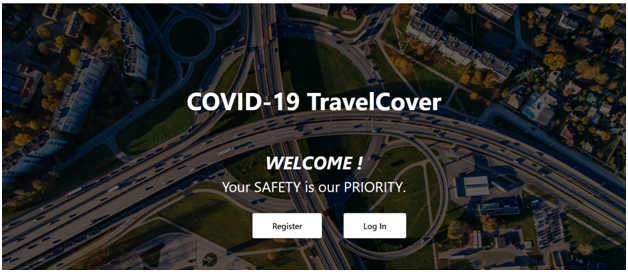 COVID-19 TravelCover
WELCOME !
Your SAFETY is our PRIORITY.
Register Log In